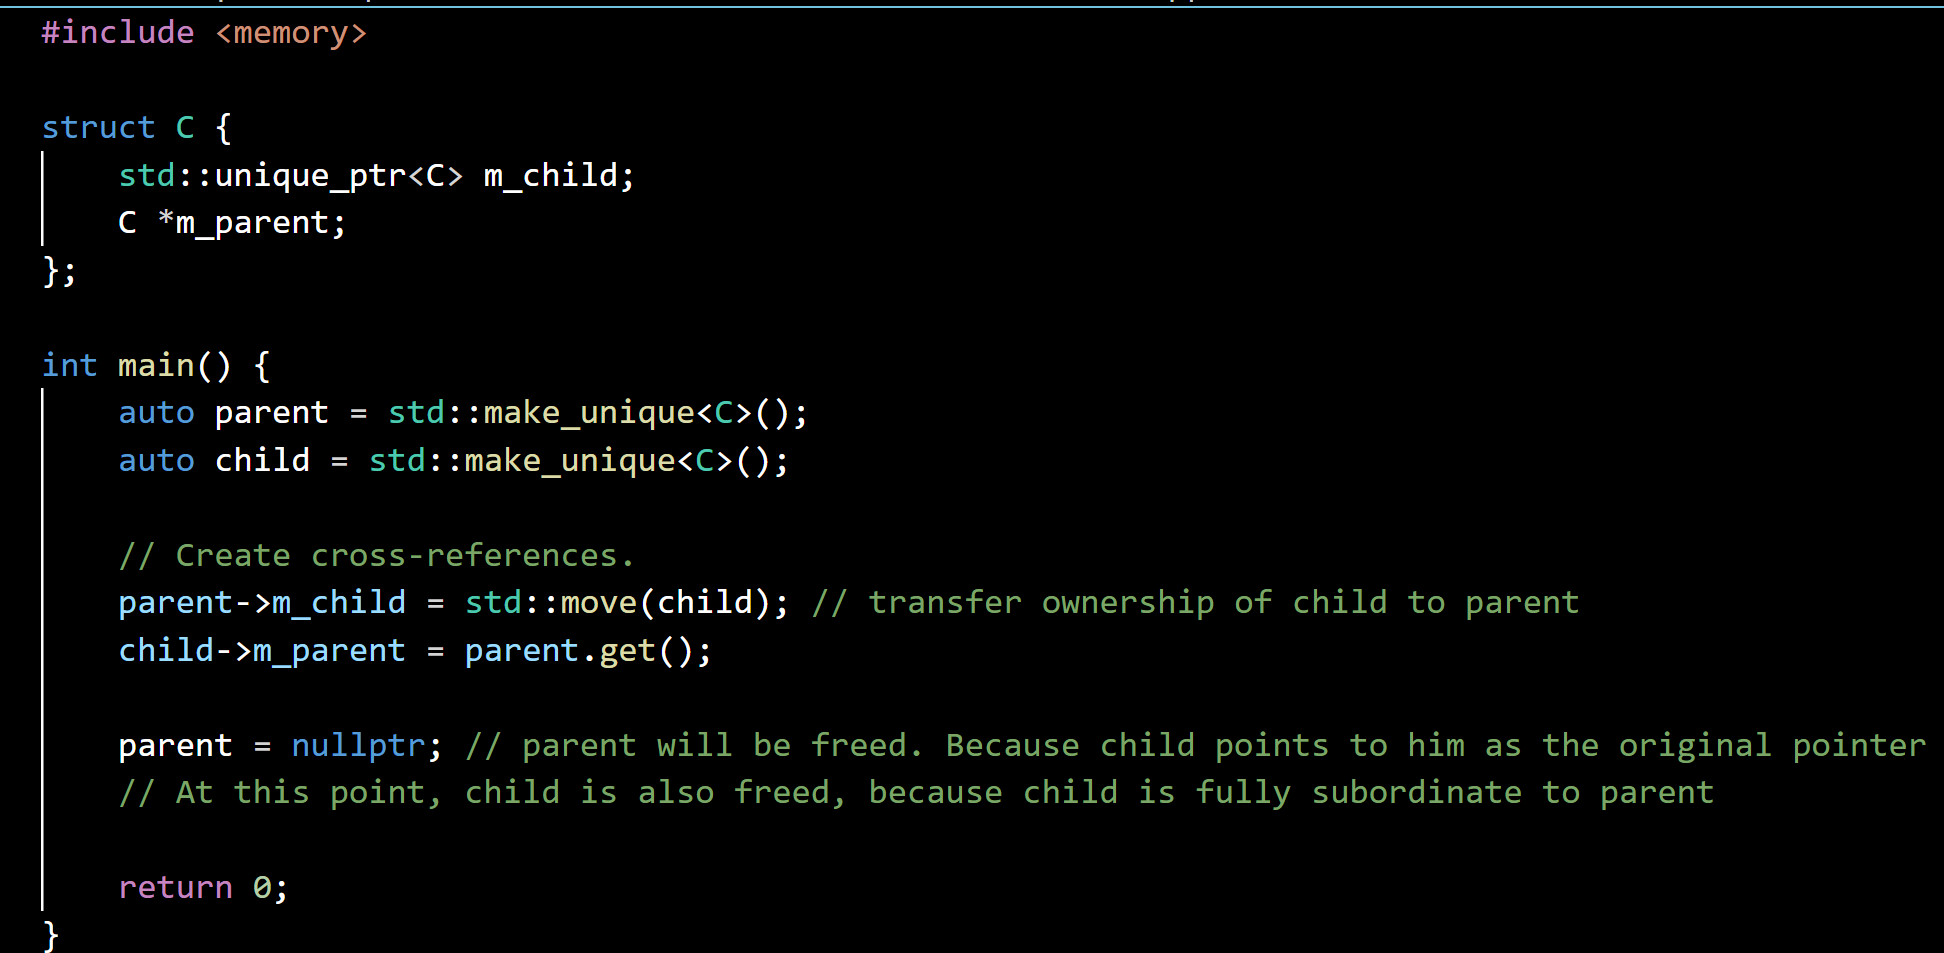 #include <memory>
struct C {
    std::unique_ptr<C> m_child;
    C *m_parent;
};
int main() {
    auto parent = std::make_unique<C>();
    auto child = std::make_unique<C>();
    // Create cross-references.
    parent->m_child = std::move(child); // transfer ownership of child to parent
    child->m_parent = parent.get();
    parent = nullptr; // parent will be freed. Because child points to him as the original pointer
    // At this point, child is also freed, because child is fully subordinate to parent
    return 0;
}